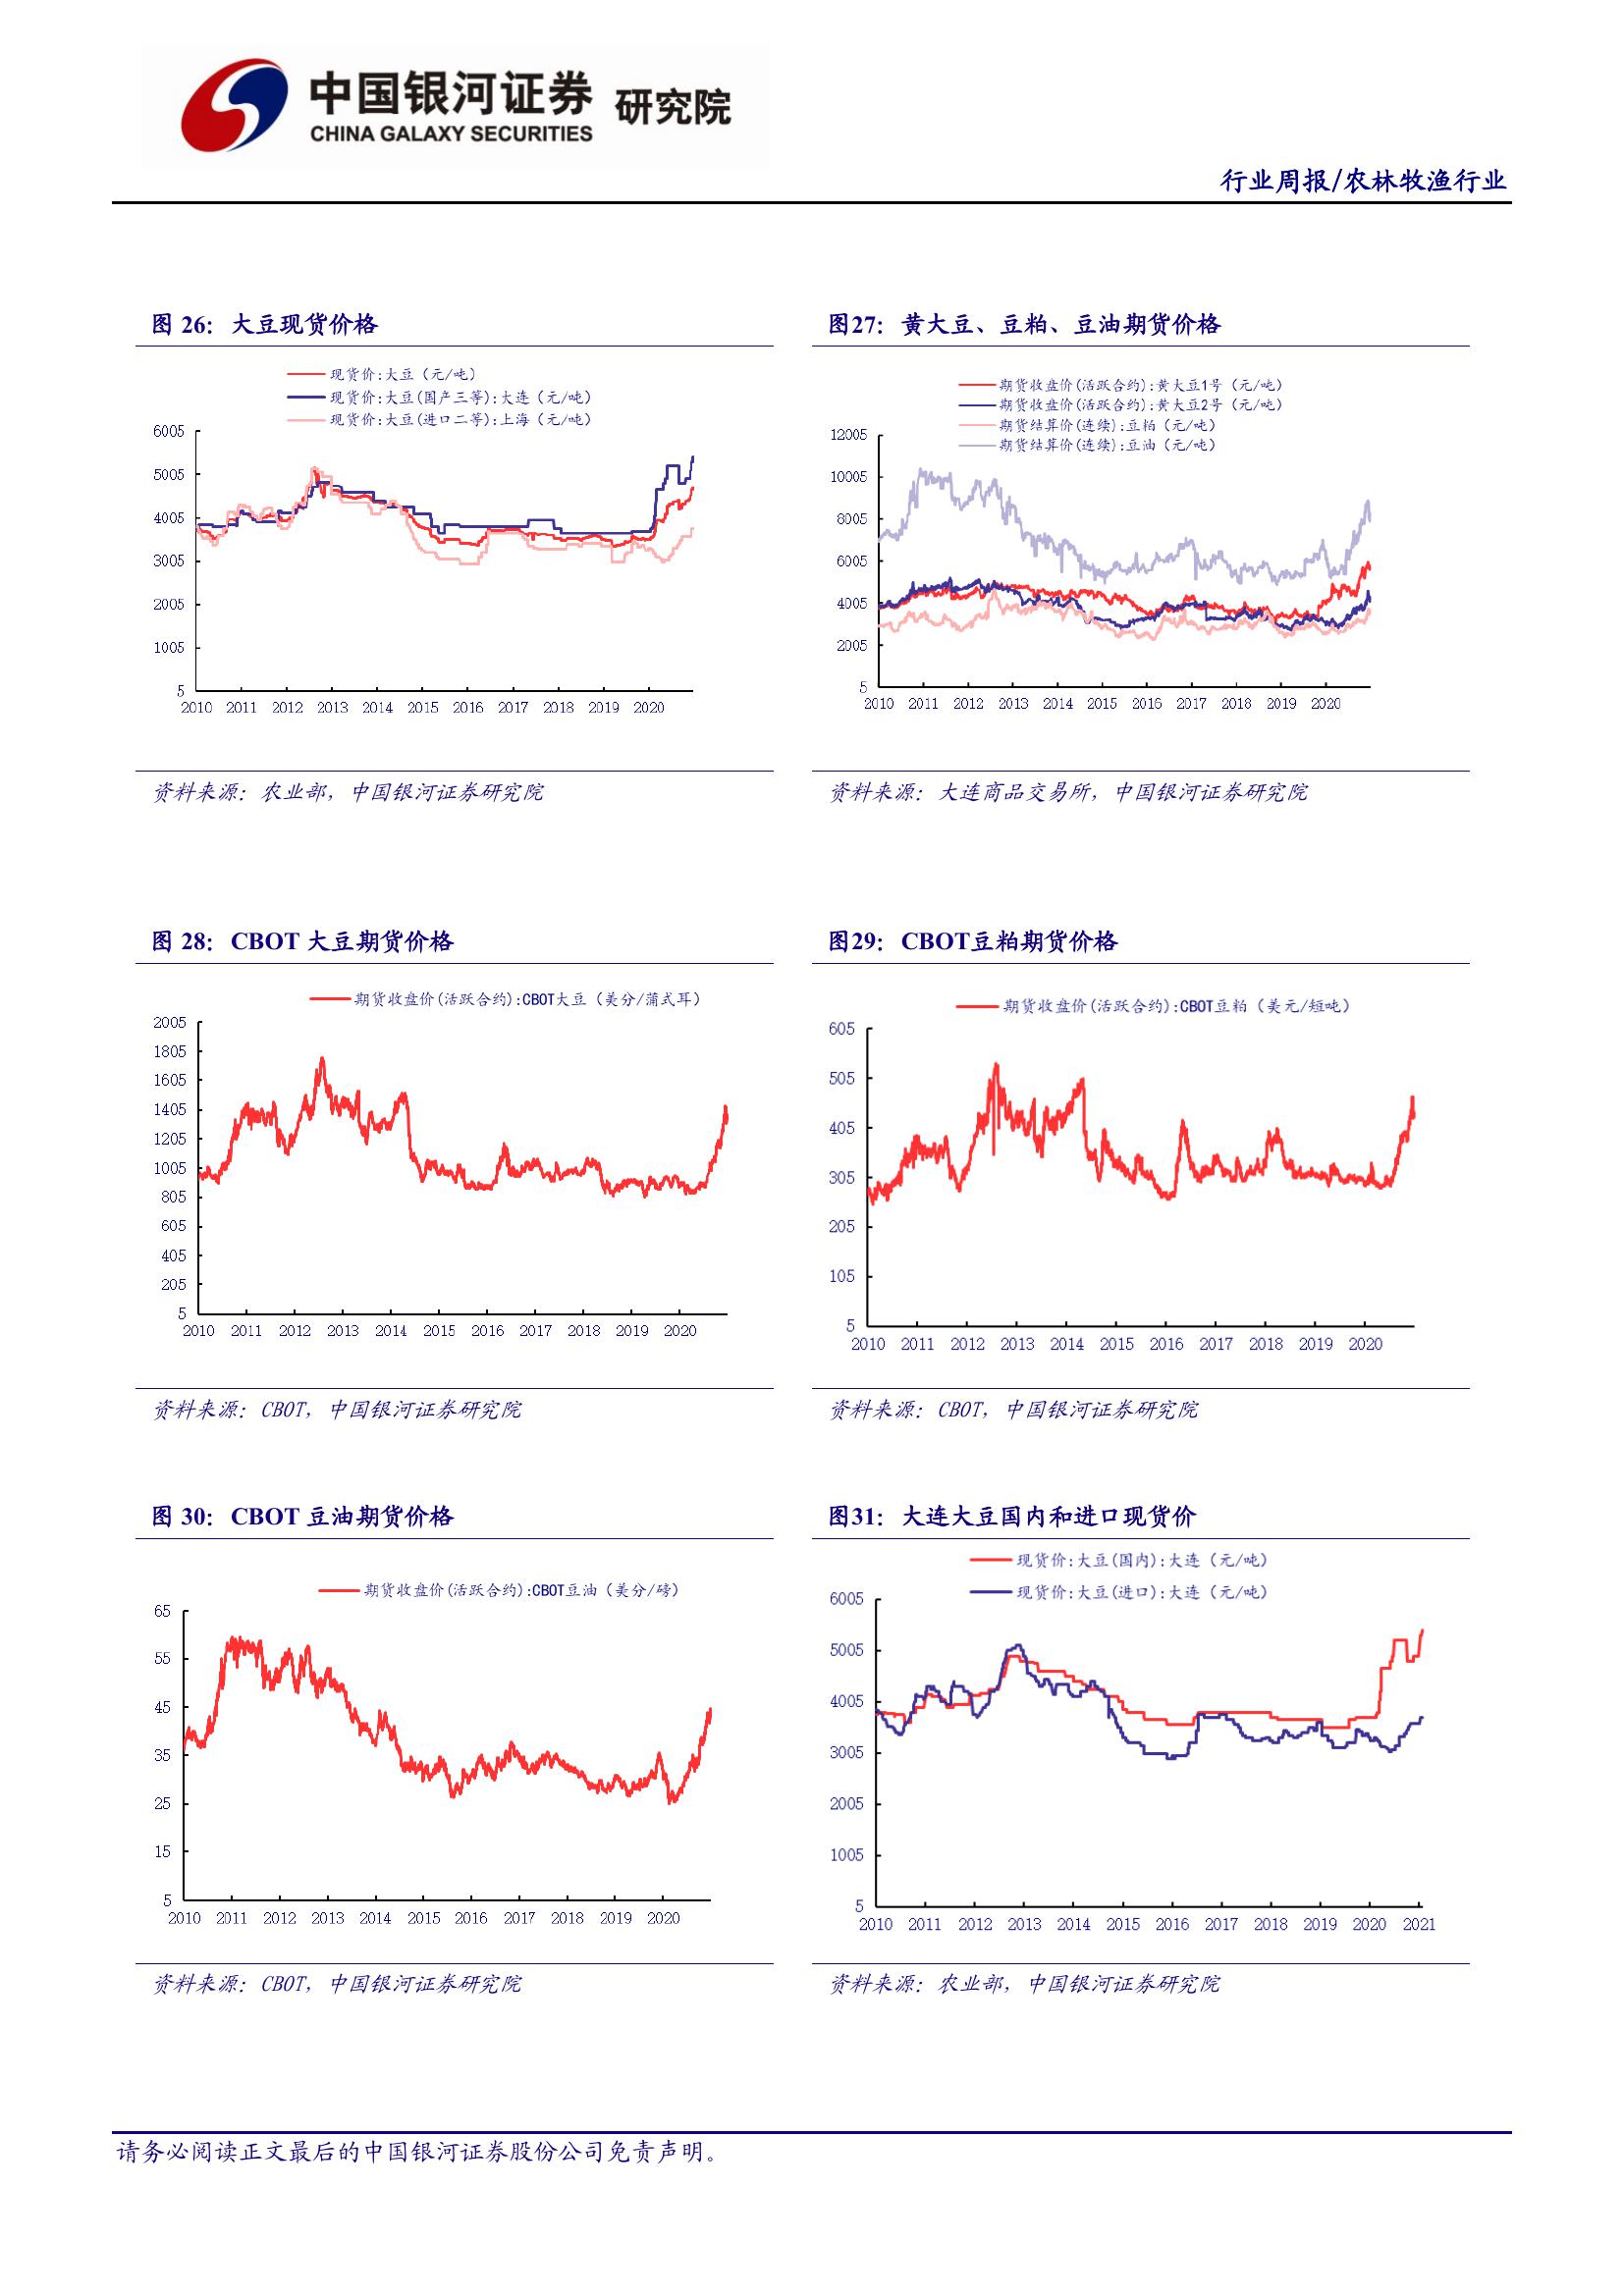 中国银河证券 研究院
CHINA GALAXY SECURITIES
行业周报/农林牧渔行业
图 26：大豆现货价格
现货价:大豆（元/吨）
现货价:大豆(国产三等):大连（元/吨）
现货价:大豆(进口二等):上海（元/吨）
6005
5005
4005
3005
2005
1005
5
2010 2011 2012 2013 2014 2015 2016 2017 2018 2019 2020
资料来源：农业部，中国银河证券研究院
图27：黄大豆、豆粕、豆油期货价格
期货收盘价(活跃合约):黄大豆1号（元/吨）
期货收盘价(活跃合约):黄大豆2号（元/吨）
期货结算价(连续):豆粕（元/吨）
期货结算价(连续):豆油（元/吨）
12005
10005
8005
6005
4005
2005
5
2010 2011 2012 2013 2014 2015 2016 2017 2018 2019 2020
资料来源：大连商品交易所，中国银河证券研究院
图 28：CBOT 大豆期货价格
期货收盘价(活跃合约):CBOT大豆（美分/蒲式耳）
2005
1805
1605
1405
1205
1005
805
605
405
205
5
2010 2011 2012 2013 2014 2015 2016 2017 2018 2019 2020
资料来源：CBOT，中国银河证券研究院
图29：CBOT豆粕期货价格
期货收盘价(活跃合约):CBOT豆粕（美元/短吨）
605
505
405
305
205
105
5
2010 2011 2012 2013 2014 2015 2016 2017 2018 2019 2020
资料来源：CBOT，中国银河证券研究院
图 30：CBOT 豆油期货价格
期货收盘价(活跃合约):CBOT豆油（美分/磅）
65
55
45
35
25
15
5
2010 2011 2012 2013 2014 2015 2016 2017 2018 2019 2020
资料来源：CBOT，中国银河证券研究院
图31：大连大豆国内和进口现货价
现货价:大豆(国内):大连（元/吨）
现货价:大豆(进口):大连（元/吨）
6005
5005
4005
3005
2005
1005
5
2010 2011 2012 2013 2014 2015 2016 2017 2018 2019 2020 2021
资料来源：农业部，中国银河证券研究院
请务必阅读正文最后的中国银河证券股份公司免责声明。